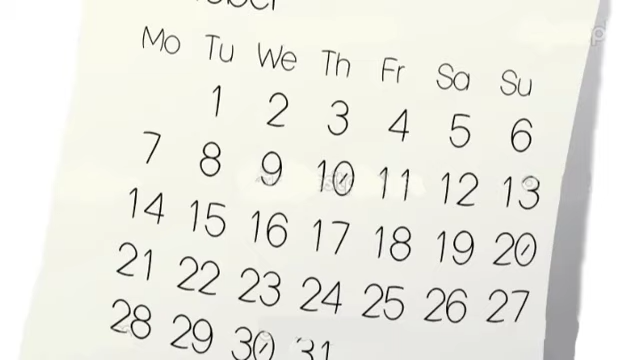 Mo Tu We Th Fr Sa Su
1 2 3 4 5 6
7 8 9 10 11 12 13
14 15 16 17 18 19 20
21 22 23 24 25 26 27
28 29 30 31